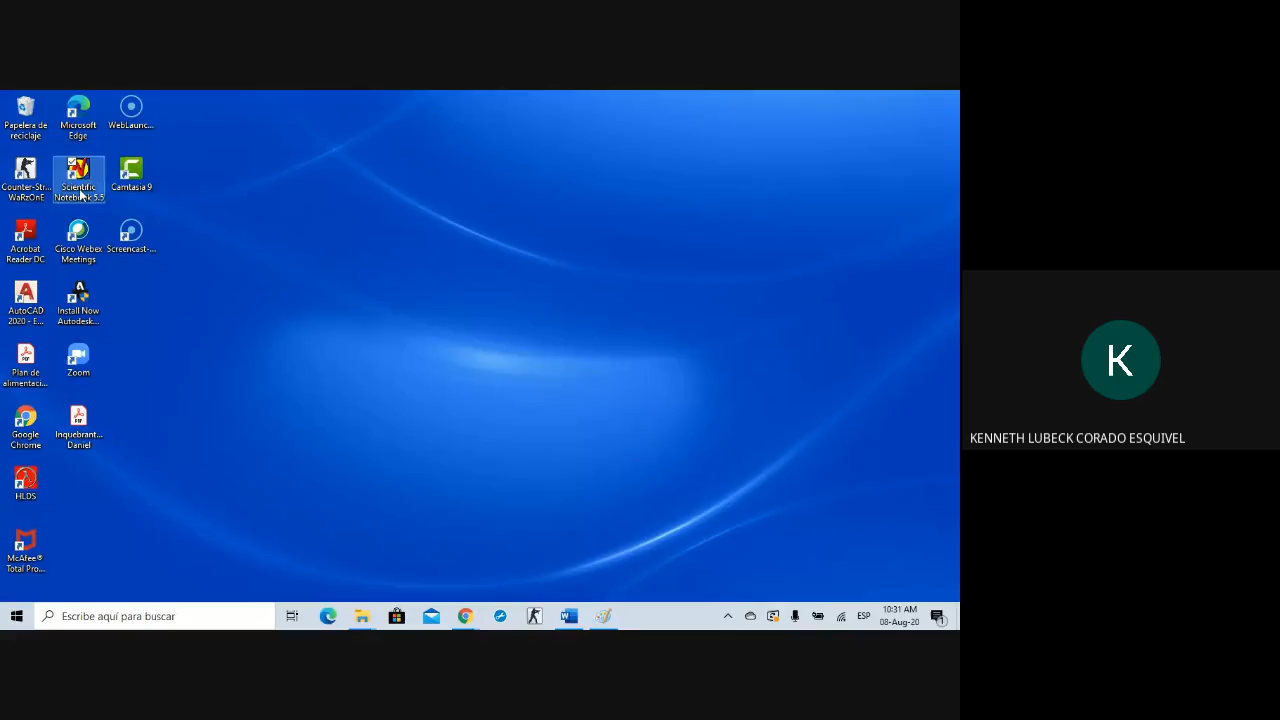 Papelera de
reciclaje
Microsoft
Edge
WebLaunc...
Counter-Str...
WaRzOnE
Scientific
Notebook 5.5
Camtasia 9
Acrobat
Reader DC
Cisco Webex
Meetings
Screencast-...
AutoCAD
2020 - E...
Install Now
Autodesk...
Plan de
alimentaci...
Zoom
Google
Chrome
Inquebrant...
Daniel
HLDS
McAfee®
Total Pro...
K
KENNETH LUBECK CORADO ESQUIVEL
Escribe aquí para buscar
ESP
10:31 AM
08-Aug-20
1